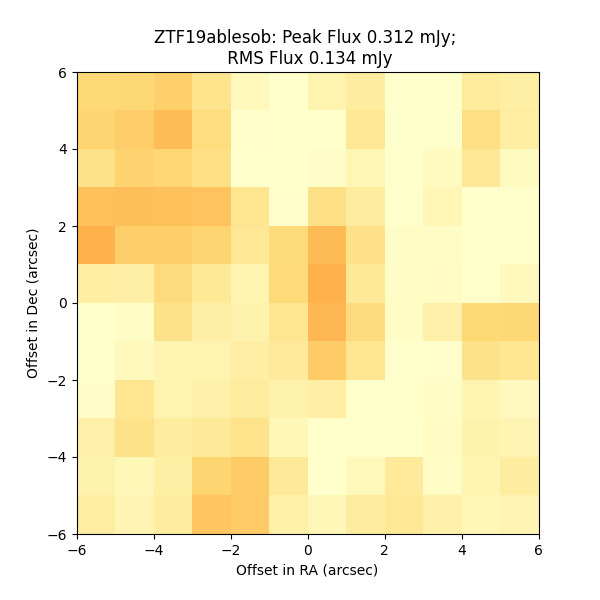 ZTF19ablesob: Peak Flux 0.312 mJy;
RMS Flux 0.134 mJy
6
4
2
0
−2
−4
−6
Offset in Dec (arcsec)
−6 −4 −2 0 2 4 6
Offset in RA (arcsec)